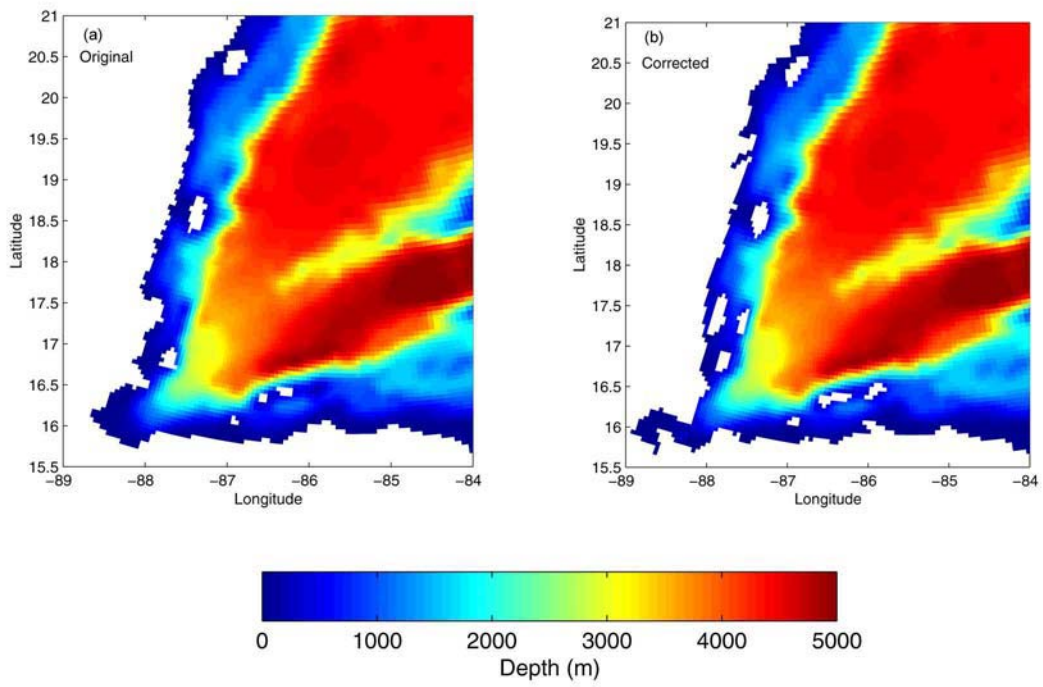 (a)
Original
21
20.5
20
19.5
19
18.5
18
17.5
17
16.5
16
15.5
Latitude
−89 −88 −87 −86 −85 −84
Longitude
(b)
Corrected
21
20.5
20
19.5
19
18.5
18
17.5
17
16.5
16
15.5
Latitude
−89 −88 −87 −86 −85 −84
Longitude
0 1000 2000 3000 4000 5000
Depth (m)